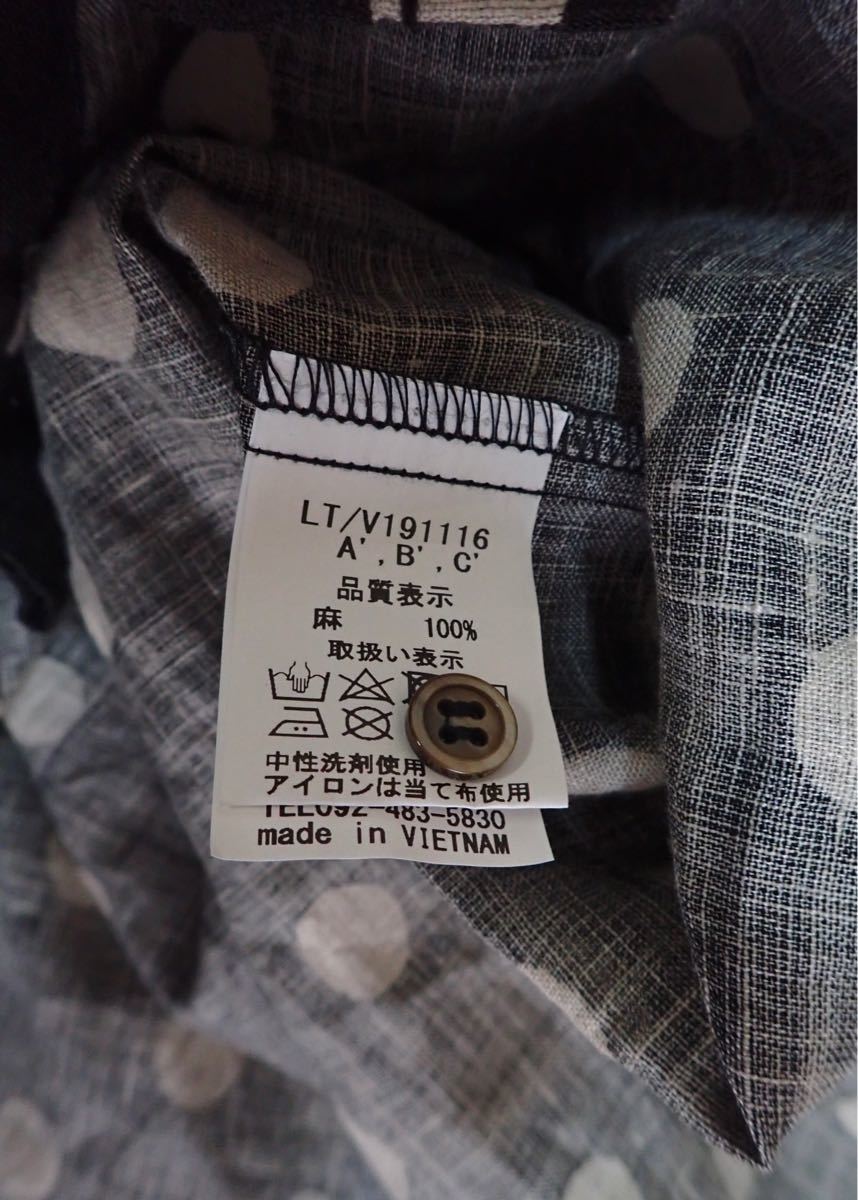 LT/V191116
A',B',C'
品質表示
麻 100%
取扱い表示
中性洗剤使用
アイロンは当て布使用
TEL092-483-5830
made in VIETNAM